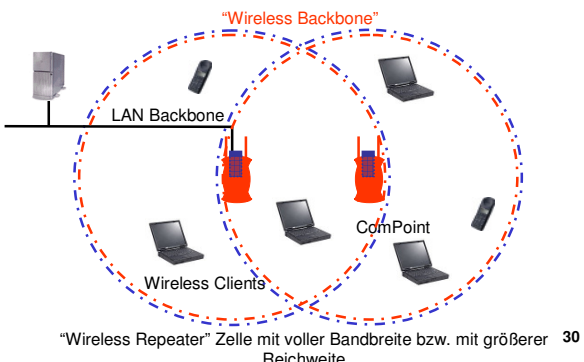 “Wireless Backbone”
LAN Backbone
ComPoint
Wireless Clients
“Wireless Repeater” Zelle mit voller Bandbreite bzw. mit größerer
Reichweite
30